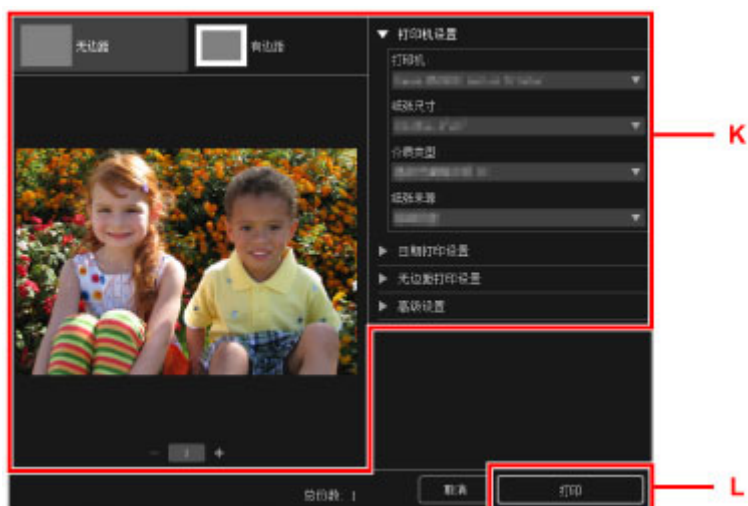 无边距
有边距
▼ 打印机设置
打印机
纸张尺寸
介质类型
纸张来源
▶ 日期打印设置
▶ 无边距打印设置
▶ 高级设置
K
- 1 +
总份数: 1
取消
打印
L